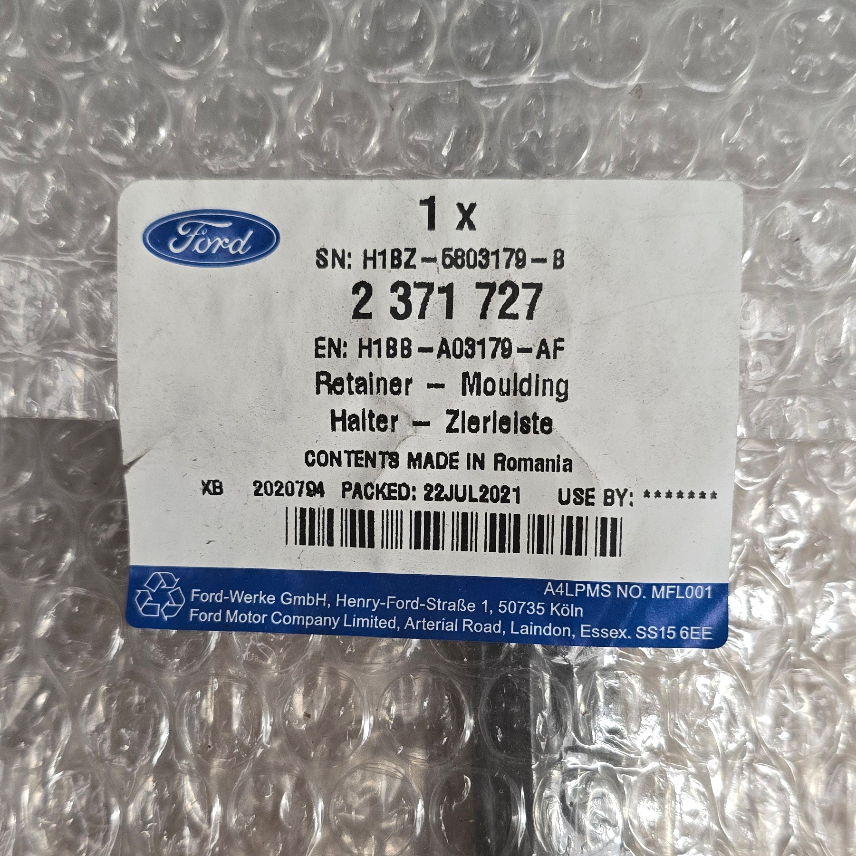 1 x
Ford
SN: H1BZ-5803179-B
2 371 727
EN: H1BB-A03179-AF
Retainer - Moulding
Halter - Zierleiste
CONTENTS MADE IN Romania
XB 2020794 PACKED: 22JUL2021 USE BY: *******
A4LPMS NO. MFL001
Ford-Werke GmbH, Henry-Ford-Straße 1, 50735 Köln
Ford Motor Company Limited, Arterial Road, Laindon, Essex. SS15 6EE